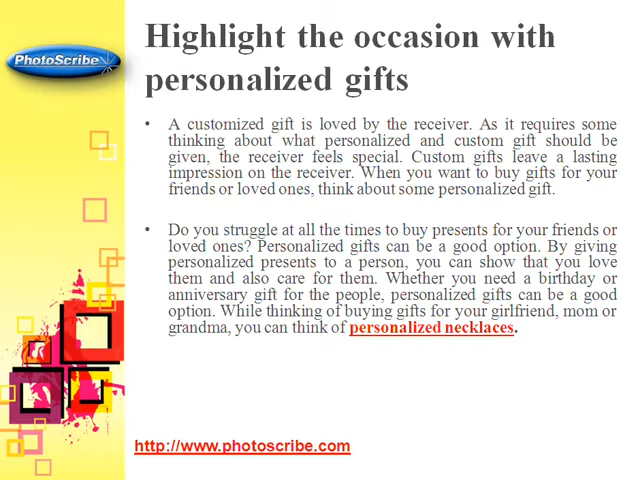 PhotoScribe
Highlight the occasion with
personalized gifts
• A customized gift is loved by the receiver. As it requires some
thinking about what personalized and custom gift should be
given, the receiver feels special. Custom gifts leave a lasting
impression on the receiver. When you want to buy gifts for your
friends or loved ones, think about some personalized gift.
• Do you struggle at all the times to buy presents for your friends or
loved ones? Personalized gifts can be a good option. By giving
personalized presents to a person, you can show that you love
them and also care for them. Whether you need a birthday or
anniversary gift for the people, personalized gifts can be a good
option. While thinking of buying gifts for your girlfriend, mom or
grandma, you can think of personalized necklaces.
http://www.photoscribe.com